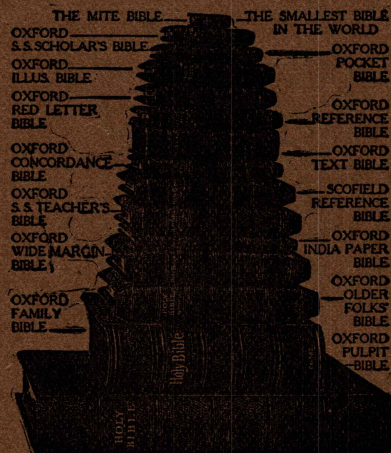 THE MITE BIBLE
THE SMALLEST BIBLE
IN THE WORLD
OXFORD
S.S. SCHOLAR'S BIBLE
OXFORD
POCKET
BIBLE
OXFORD
ILLUS. BIBLE
OXFORD
RED LETTER
BIBLE
OXFORD
REFERENCE
BIBLE
OXFORD
CONCORDANCE
BIBLE
OXFORD
TEXT BIBLE
OXFORD
S.S. TEACHER'S
BIBLE
SCOFIELD
REFERENCE
BIBLE
OXFORD
WIDE MARGIN
BIBLE
OXFORD
INDIA PAPER
BIBLE
OXFORD
FAMILY
BIBLE
OXFORD
OLDER
FOLKS'
BIBLE
OXFORD
PULPIT
BIBLE
Holy Bible
HOLY
BIBLE